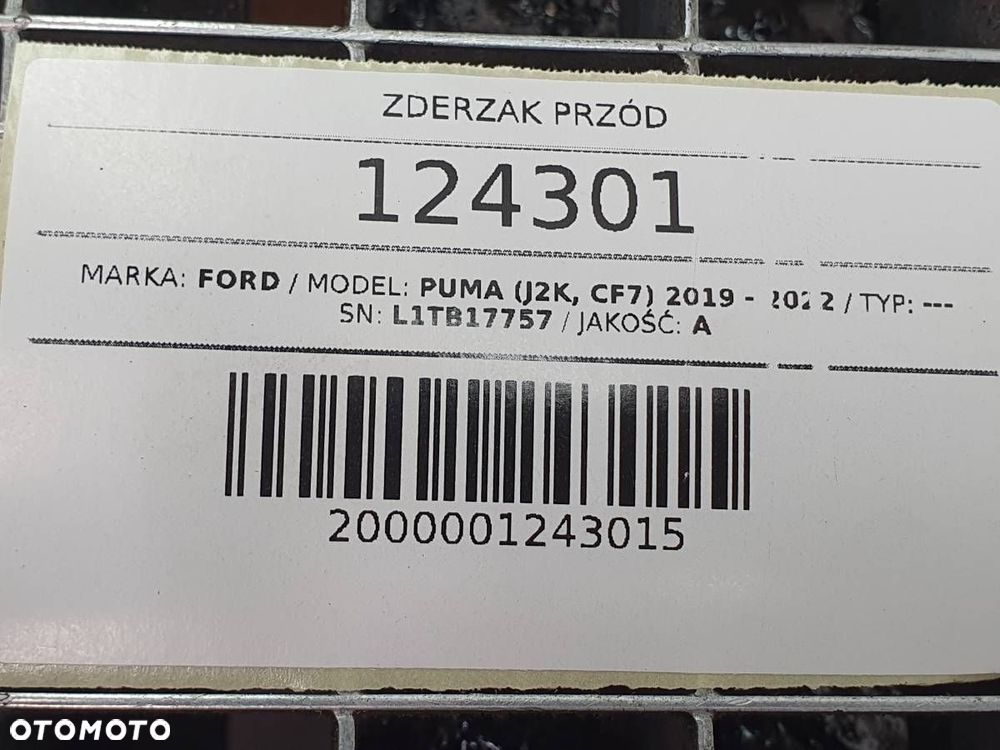 ZDERZAK PRZÓD
124301
MARKA: FORD / MODEL: PUMA (J2K, CF7) 2019 - 2022 / TYP: ---
SN: L1TB17757 / JAKOŚĆ: A
2000001243015
OTOMOTO